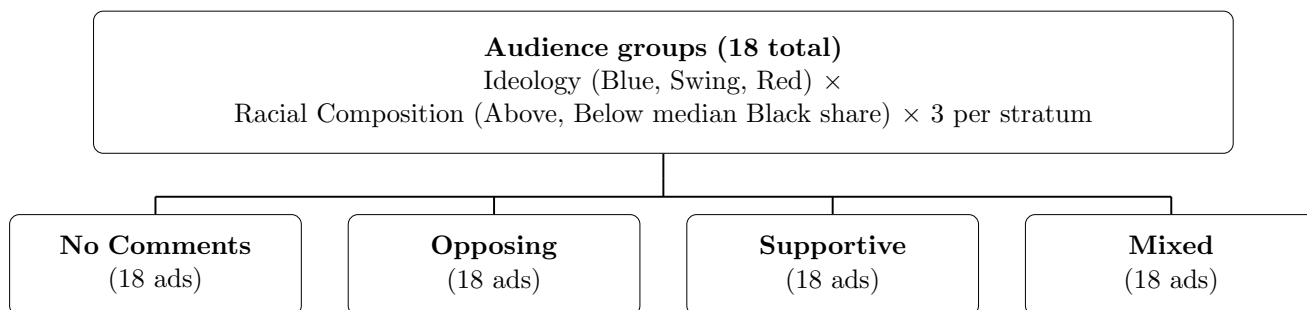 Audience groups (18 total)
Ideology (Blue, Swing, Red) ×
Racial Composition (Above, Below median Black share) × 3 per stratum
No Comments
(18 ads)
Opposing
(18 ads)
Supportive
(18 ads)
Mixed
(18 ads)